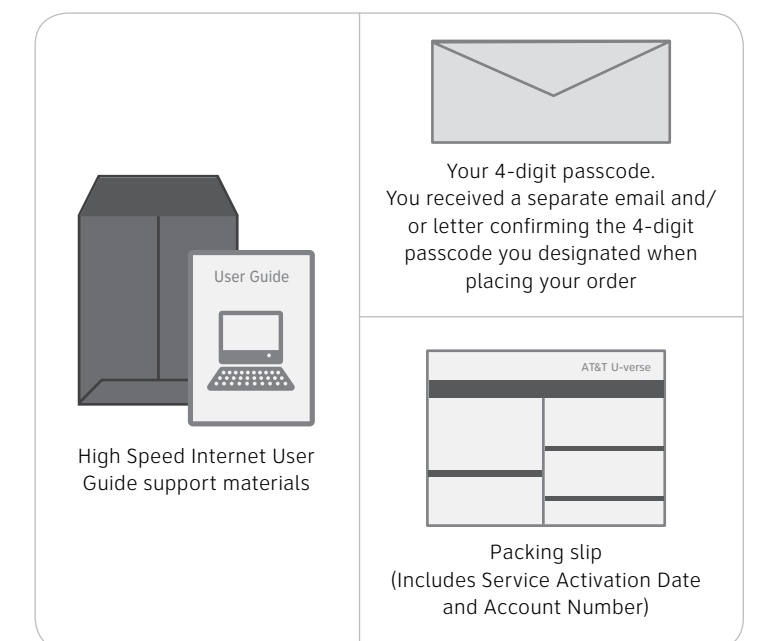 User Guide
High Speed Internet User
Guide support materials
Your 4-digit passcode.
You received a separate email and/
or letter confirming the 4-digit
passcode you designated when
placing your order
AT&T U-verse
Packing slip
(Includes Service Activation Date
and Account Number)